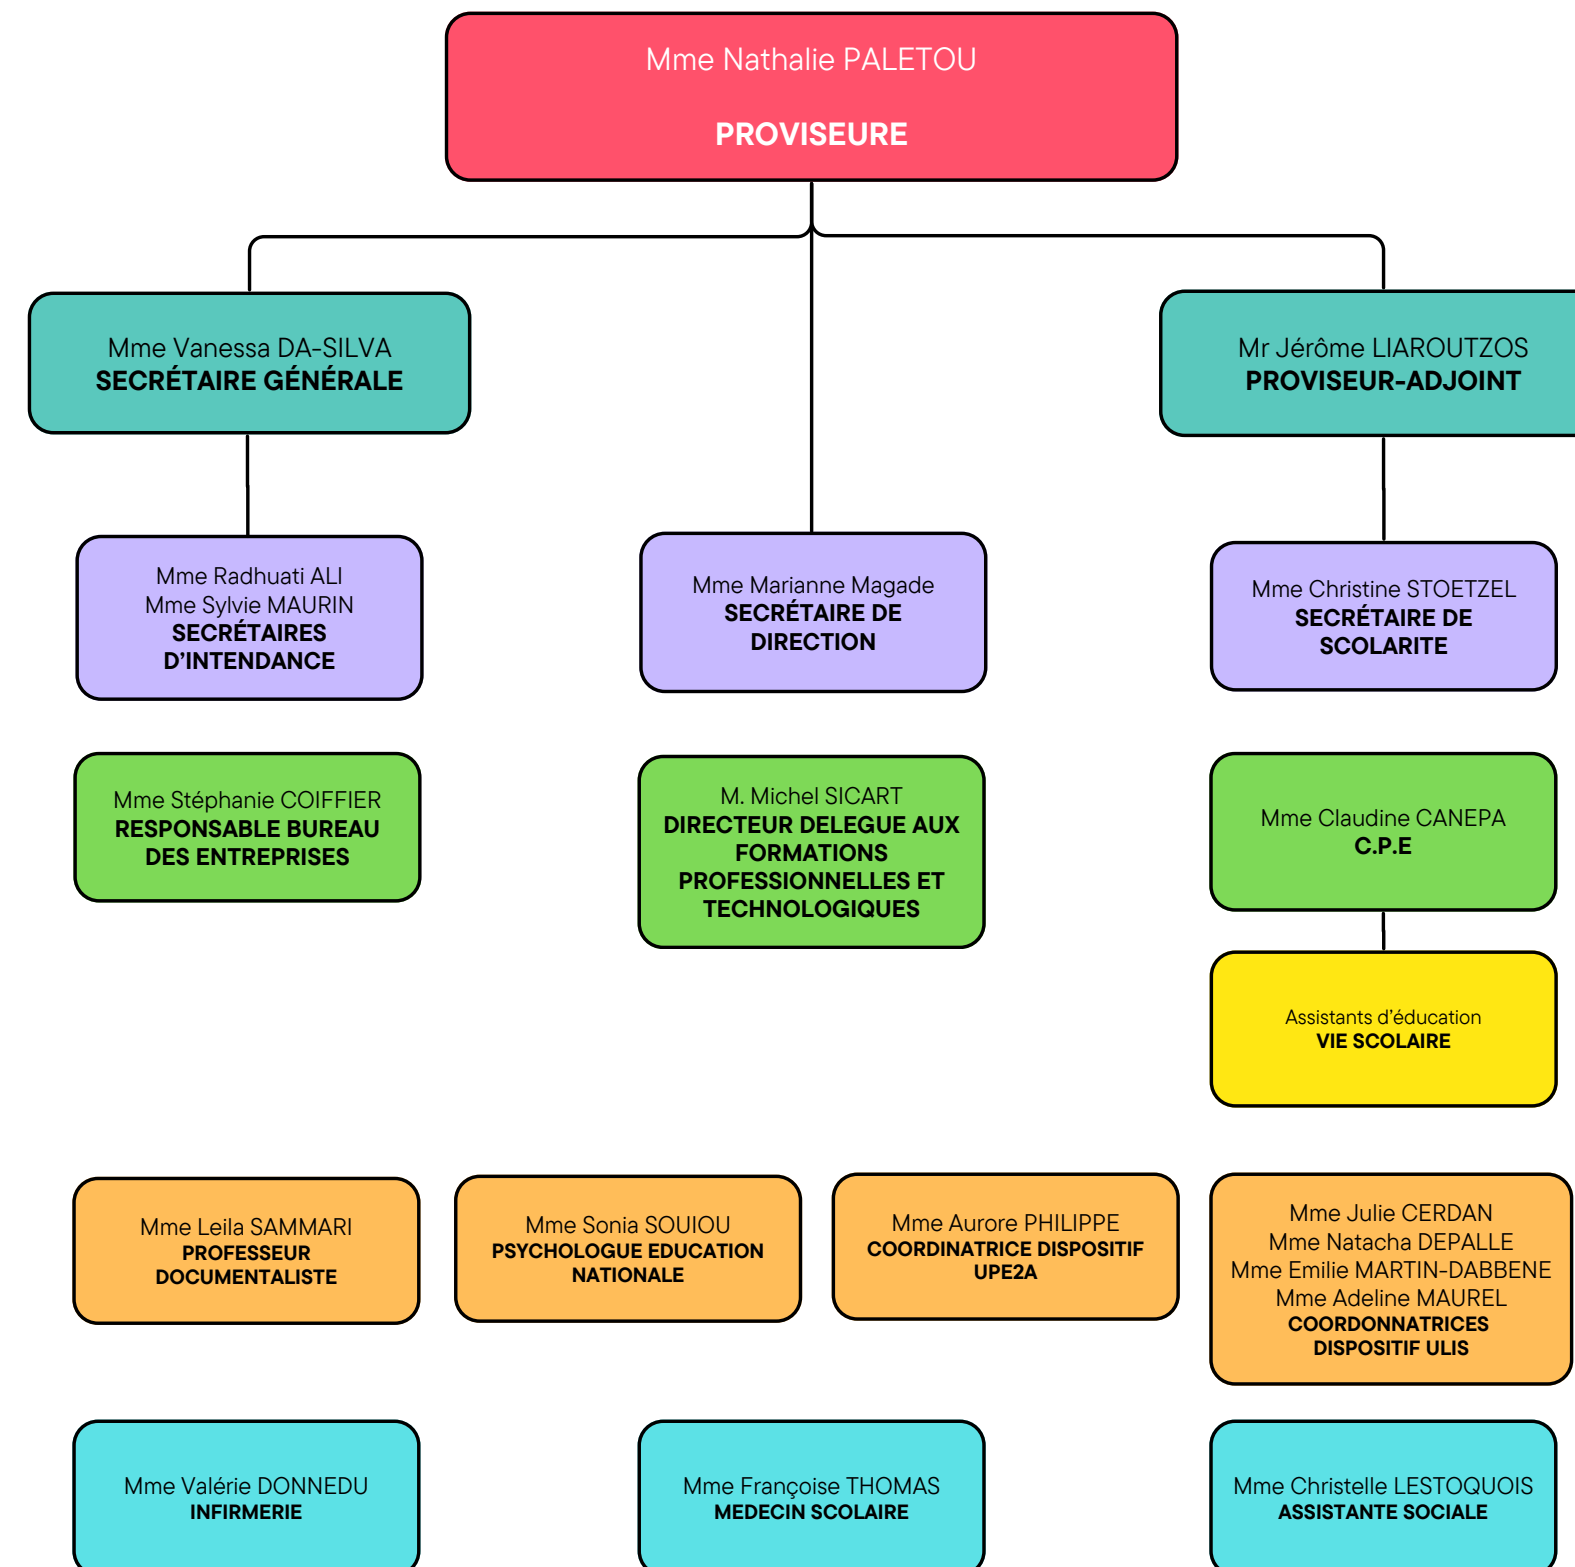 Mme Nathalie PALETOU
PROVISEURE
Mme Vanessa DA-SILVA
SECRÉTAIRE GÉNÉRALE
Mr Jérôme LIAROUTZOS
PROVISEUR-ADJOINT
Mme Radhuati ALI
Mme Sylvie MAURIN
SECRÉTAIRES
D'INTENDANCE
Mme Marianne Magade
SECRÉTAIRE DE
DIRECTION
Mme Christine STOETZEL
SECRÉTAIRE DE
SCOLARITE
Mme Stéphanie COIFFIER
RESPONSABLE BUREAU
DES ENTREPRISES
M. Michel SICART
DIRECTEUR DELEGUE AUX
FORMATIONS
PROFESSIONNELLES ET
TECHNOLOGIQUES
Mme Claudine CANEPA
C.P.E
Assistants d'éducation
VIE SCOLAIRE
Mme Leila SAMMARI
PROFESSEUR
DOCUMENTALISTE
Mme Sonia SOUIOU
PSYCHOLOGUE EDUCATION
NATIONALE
Mme Aurore PHILIPPE
COORDINATRICE DISPOSITIF
UPE2A
Mme Julie CERDAN
Mme Natacha DEPALLE
Mme Emilie MARTIN-DABBENE
Mme Adeline MAUREL
COORDONNATRICES
DISPOSITIF ULIS
Mme Valérie DONNEDU
INFIRMERIE
Mme Françoise THOMAS
MEDECIN SCOLAIRE
Mme Christelle LESTOQUOIS
ASSISTANTE SOCIALE